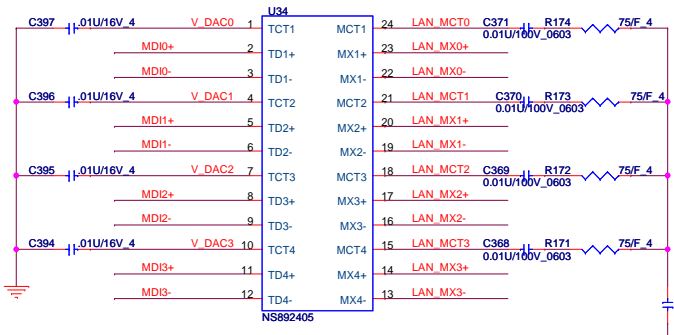 U34
C397 .01U/16V_4 V_DAC0 1 TCT1 MCT1 24 LAN_MCT0 C371 R174 75/F_4
0.01U/100V_0603
MDI0+ 2 TD1+ MX1+ 23 LAN_MX0+
MDI0- 3 TD1- MX1- 22 LAN_MX0-
C396 .01U/16V_4 V_DAC1 4 TCT2 MCT2 21 LAN_MCT1 C370 R173 75/F_4
0.01U/100V_0603
MDI1+ 5 TD2+ MX2+ 20 LAN_MX1+
MDI1- 6 TD2- MX2- 19 LAN_MX1-
C395 .01U/16V_4 V_DAC2 7 TCT3 MCT3 18 LAN_MCT2 C369 R172 75/F_4
0.01U/100V_0603
MDI2+ 8 TD3+ MX3+ 17 LAN_MX2+
MDI2- 9 TD3- MX3- 16 LAN_MX2-
C394 .01U/16V_4 V_DAC3 10 TCT4 MCT4 15 LAN_MCT3 C368 R171 75/F_4
0.01U/100V_0603
MDI3+ 11 TD4+ MX4+ 14 LAN_MX3+
MDI3- 12 TD4- MX4- 13 LAN_MX3-
NS892405